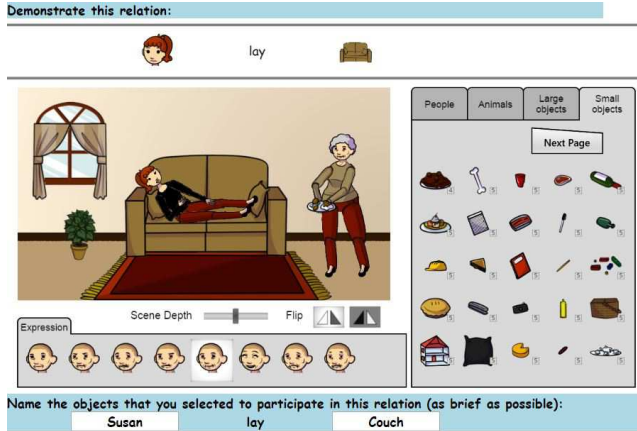 Demonstrate this relation:
lay
People
Animals
Large
objects
Small
objects
Next Page
Scene Depth
Flip
Expression
Name the objects that you selected to participate in this relation (as brief as possible):
Susan lay Couch